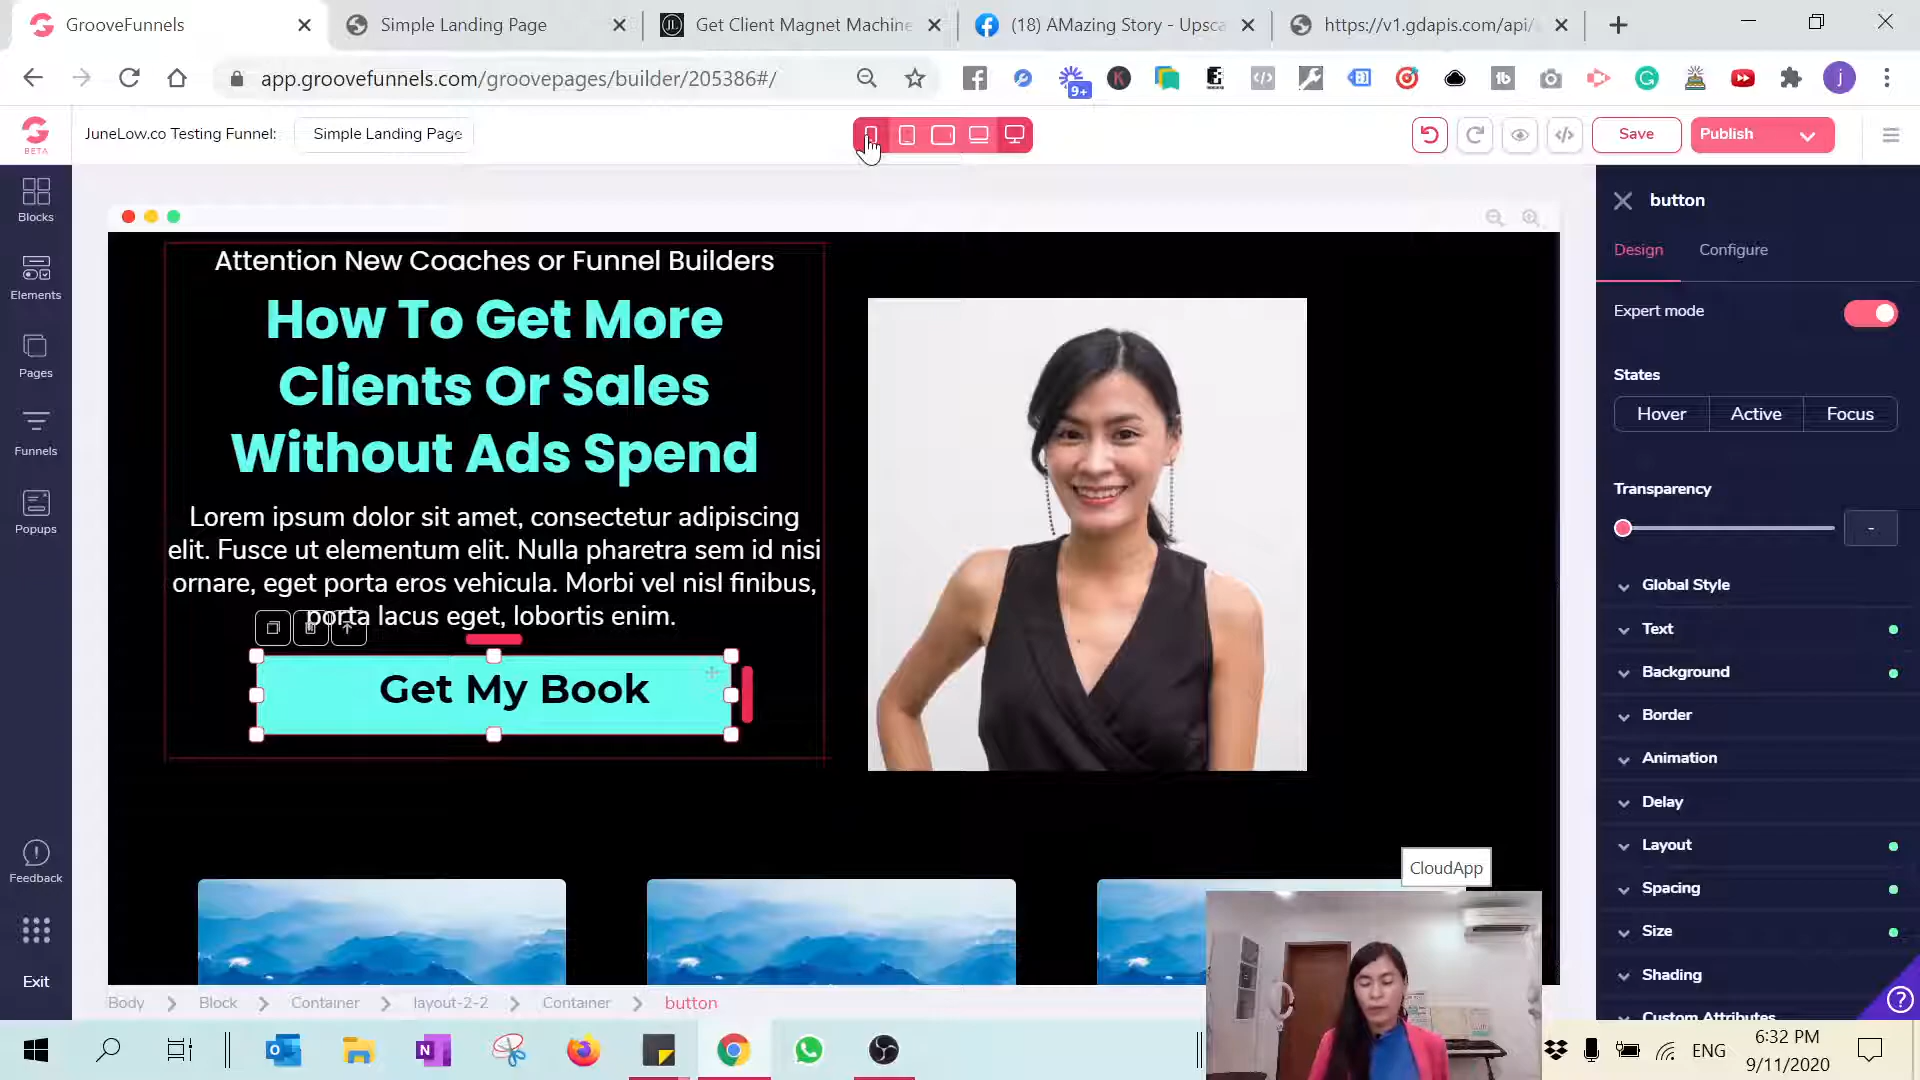 GrooveFunnels
Simple Landing Page
Get Client Magnet Machine
(18) AMazing Story - Upsca
https://v1.gdapis.com/api/
app.groovefunnels.com/groovepages/builder/205386#/
9+
BETA
JuneLow.co Testing Funnel:
Simple Landing Page
Save
Publish
Blocks
Elements
Pages
Funnels
Popups
Feedback
Exit
Attention New Coaches or Funnel Builders
How To Get More
Clients Or Sales
Without Ads Spend
Lorem ipsum dolor sit amet, consectetur adipiscing
elit. Fusce ut elementum elit. Nulla pharetra sem id nisi
ornare, eget porta eros vehicula. Morbi vel nisl finibus,
porta lacus eget, lobortis enim.
Get My Book
button
Design
Configure
Expert mode
States
Hover
Active
Focus
Transparency
-
Global Style
Text
Background
Border
Animation
Delay
Layout
Spacing
Size
Shading
Custom Attributes
CloudApp
Body
Block
Container
layout-2-2
Container
button
ENG
6:32 PM
9/11/2020